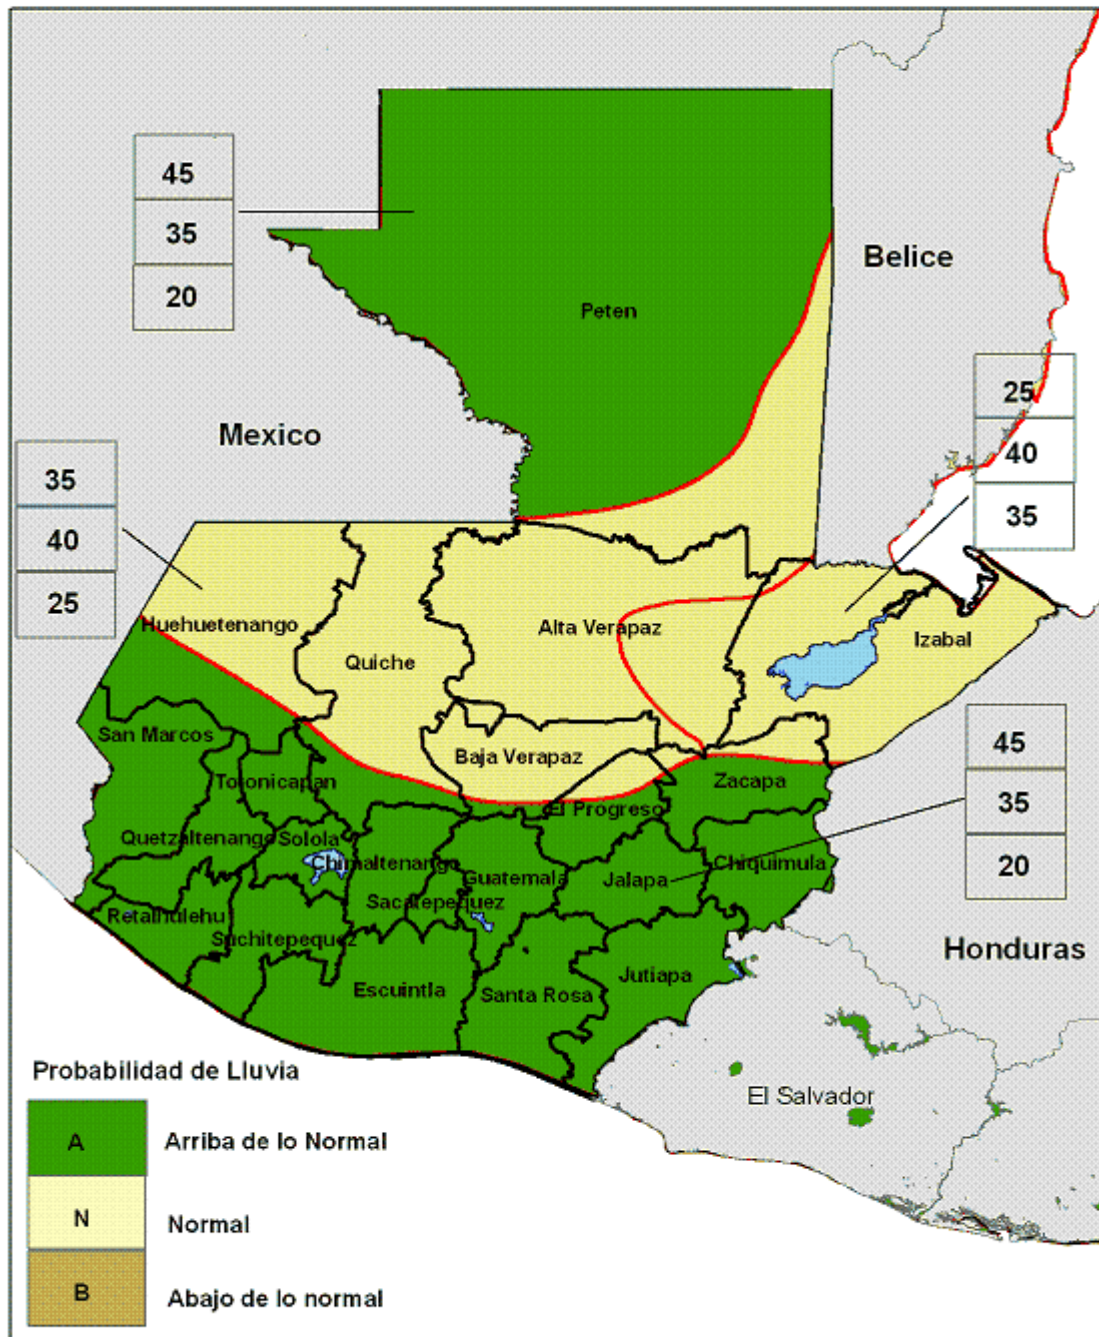 45
35
20
Belice
Peten
25
40
35
Mexico
35
40
25
Huehuetenango
Quiche
Alta Verapaz
Izabal
San Marcos
Baja Verapaz
45
35
20
Totonicapan
Zacapa
El Progreso
Quetzaltenango
Solola
Chimaltenango
Guatemala
Jalapa
Chiquimula
Sacatepequez
Retalhulehu
Suchitepequez
Honduras
Escuintla
Santa Rosa
Jutiapa
El Salvador
Probabilidad de Lluvia
A Arriba de lo Normal
N Normal
B Abajo de lo normal